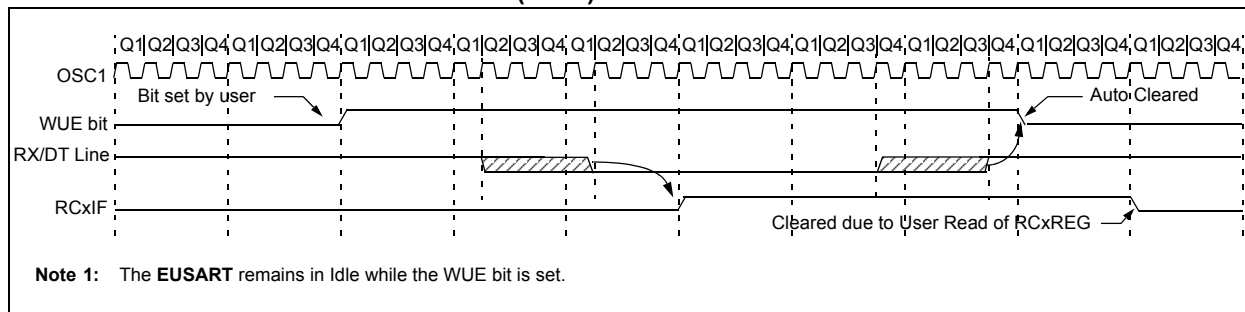 Q1|Q2|Q3|Q4 Q1|Q2|Q3|Q4 Q1|Q2|Q3|Q4 Q1|Q2|Q3|Q4 Q1|Q2|Q3|Q4 Q1|Q2|Q3|Q4 Q1|Q2|Q3|Q4 Q1|Q2|Q3|Q4 Q1|Q2|Q3|Q4 Q1|Q2|Q3|Q4
OSC1
Bit set by user
Auto Cleared
WUE bit
RX/DT Line
RCxIF
Cleared due to User Read of RCxREG
Note 1: The EUSART remains in Idle while the WUE bit is set.